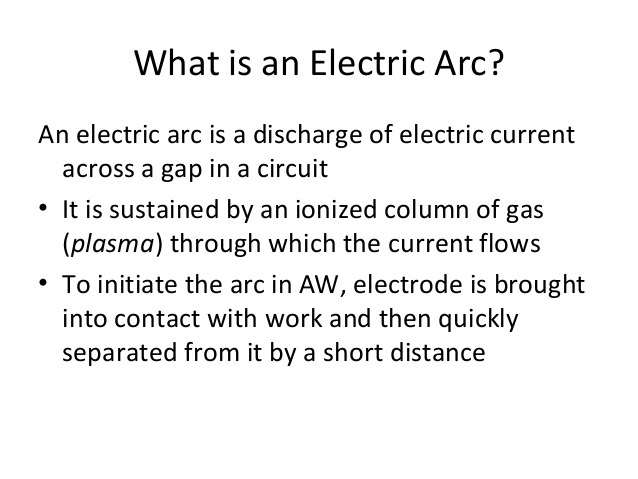 What is an Electric Arc?
An electric arc is a discharge of electric current
across a gap in a circuit
• It is sustained by an ionized column of gas
(plasma) through which the current flows
• To initiate the arc in AW, electrode is brought
into contact with work and then quickly
separated from it by a short distance